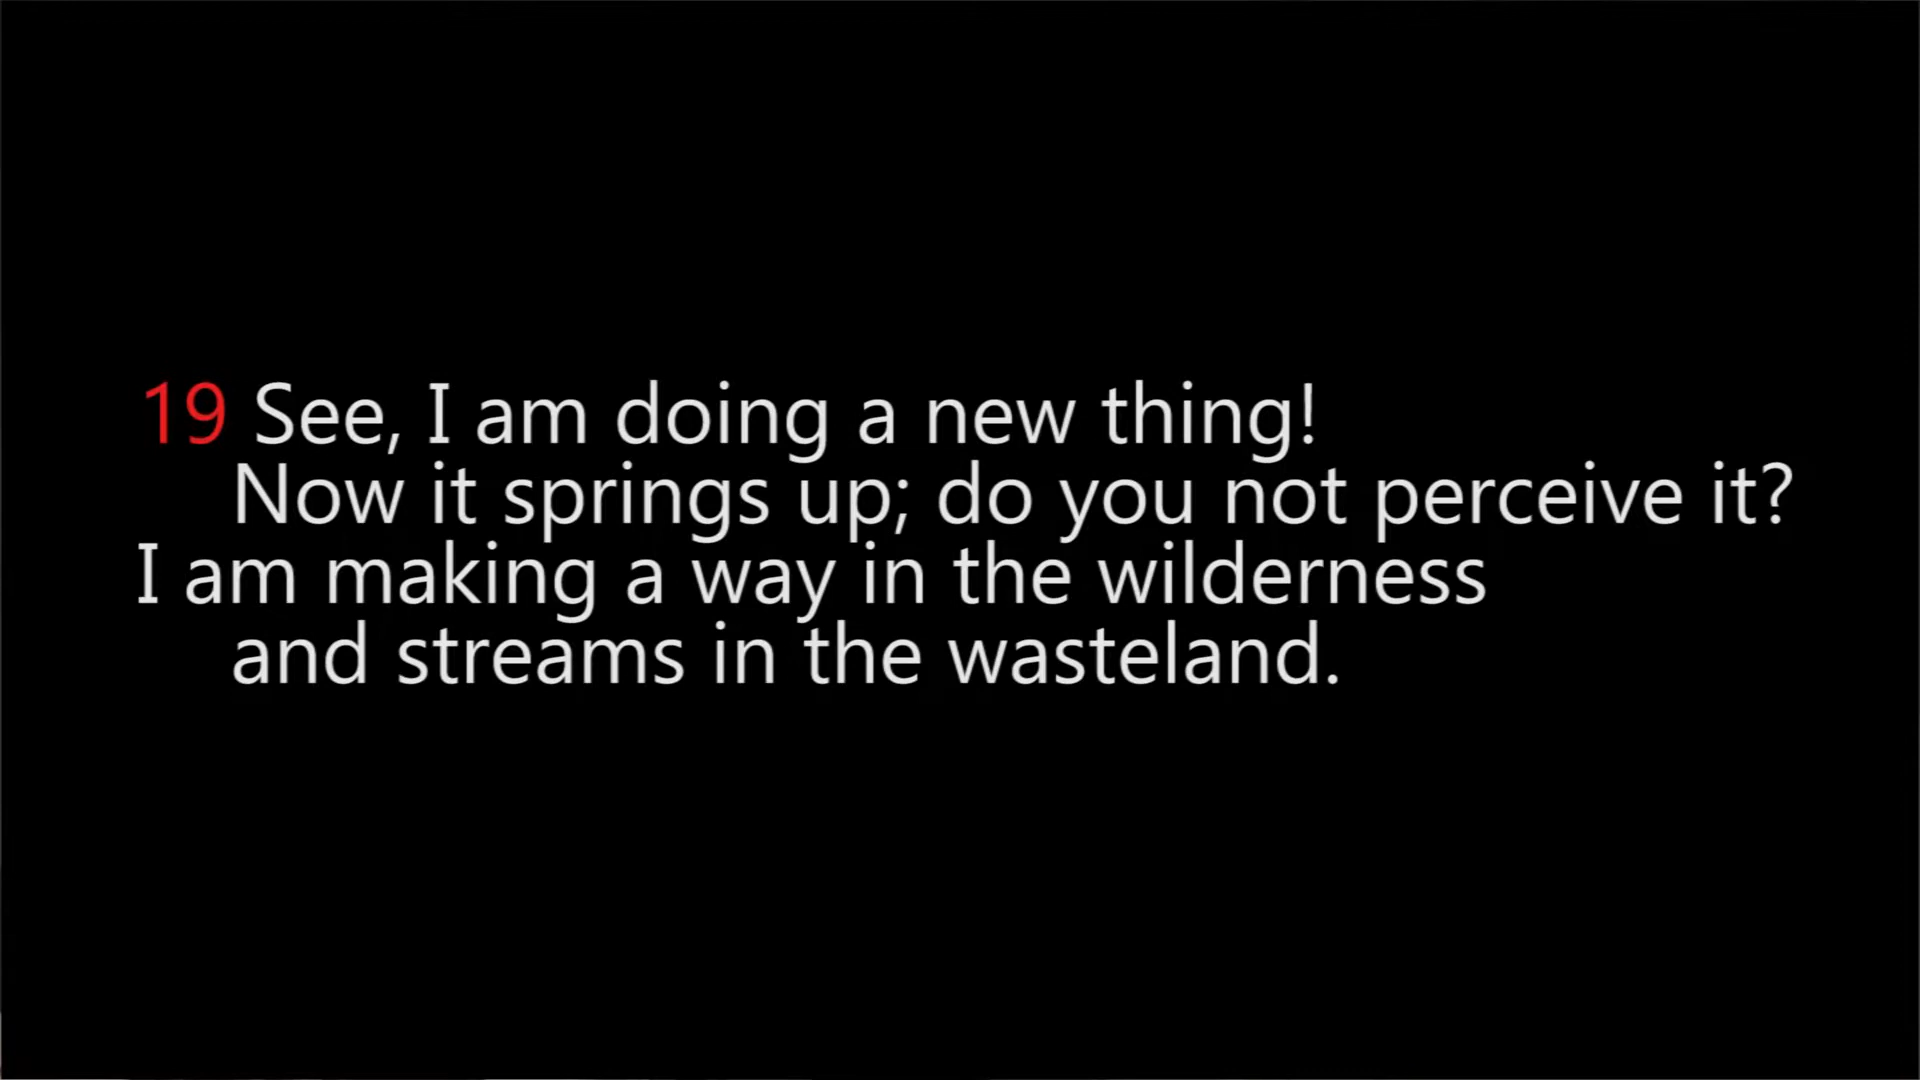 19 See, I am doing a new thing!
Now it springs up; do you not perceive it?
I am making a way in the wilderness
and streams in the wasteland.